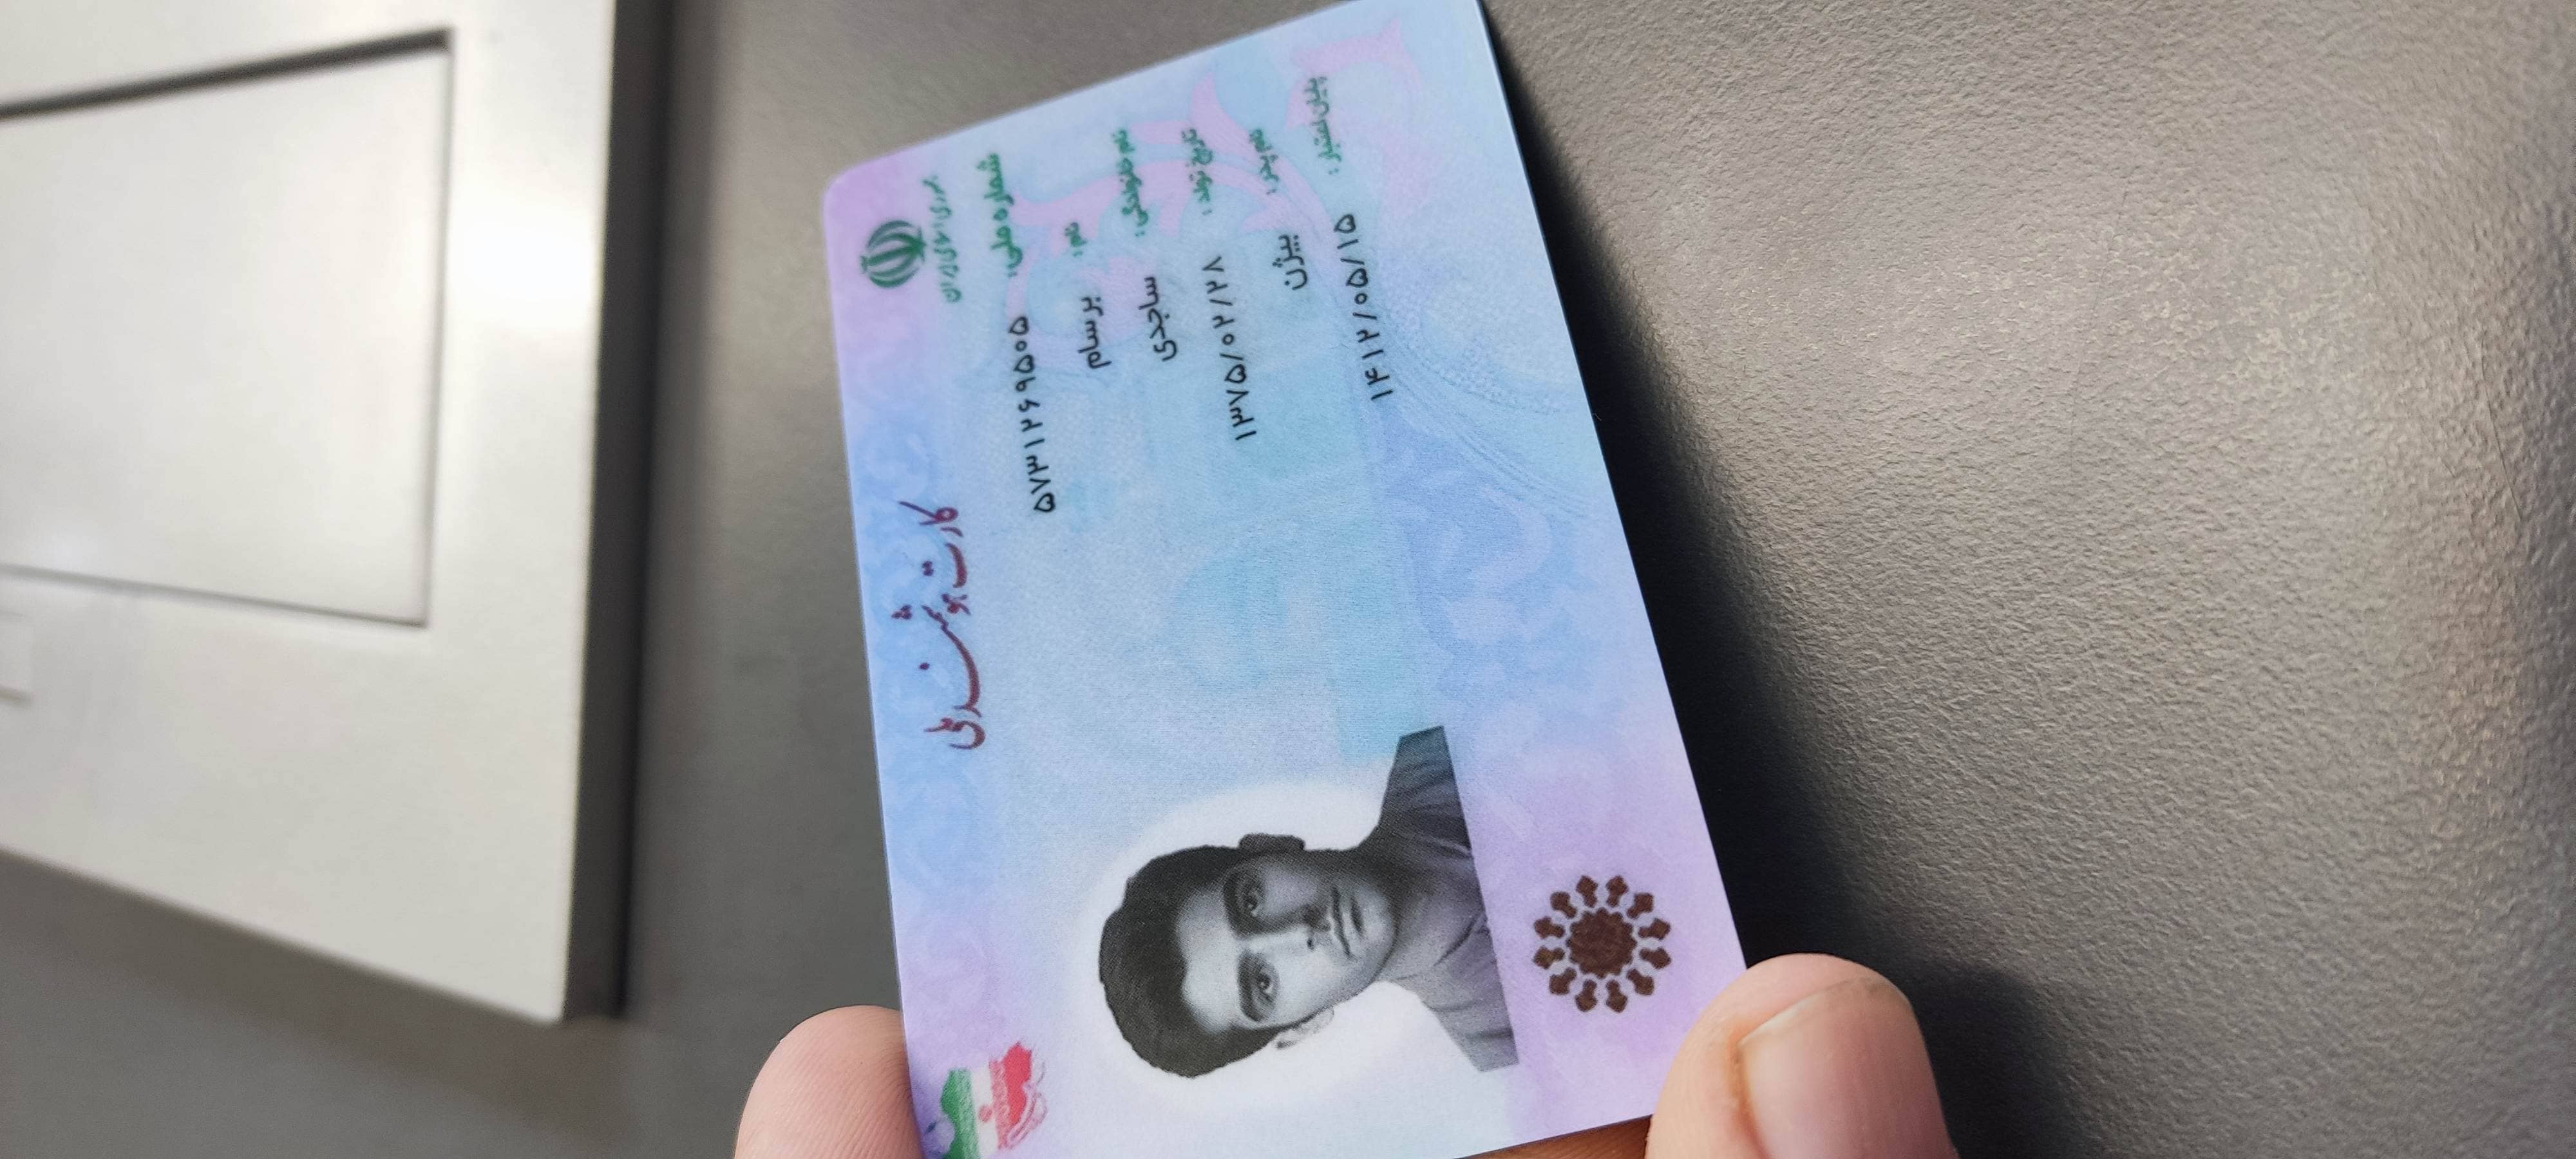 جمهوری اسلامی ایران
کارت هوشمند ملی
شماره ملی: ۵۷۳۱۲۶۹۵۰۵
نام: برسام
نام خانوادگی: ساجدی
تاریخ تولد: ۱۳۷۵/۰۲/۲۸
نام پدر: بیژن
پایان اعتبار: ۱۴۱۲/۰۵/۱۵